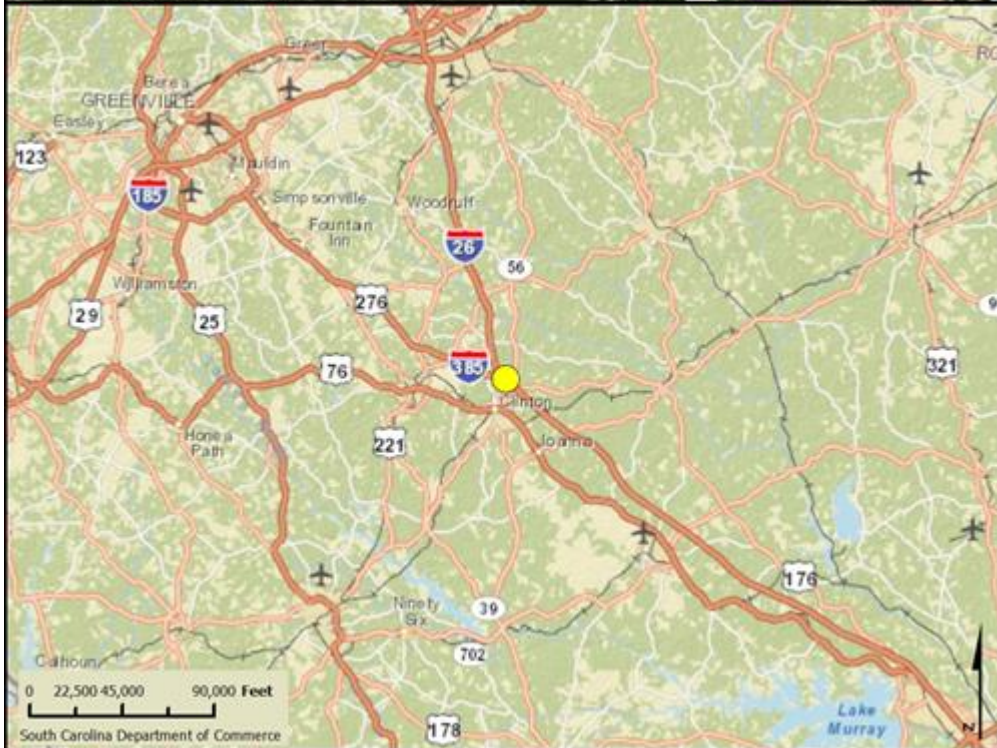 Greer
RO
Berea
GREENVILLE
Easley
123
Mauldin
185
Simpsonville
Woodruff
Fountain
Inn
26
56
Williamston
276
29
25
9
385
321
76
Clinton
221
Joanna
Honea
Path
176
Ninety
Six
39
702
Calhoun
0 22,500 45,000 90,000 Feet
178
Lake
Murray
South Carolina Department of Commerce
N